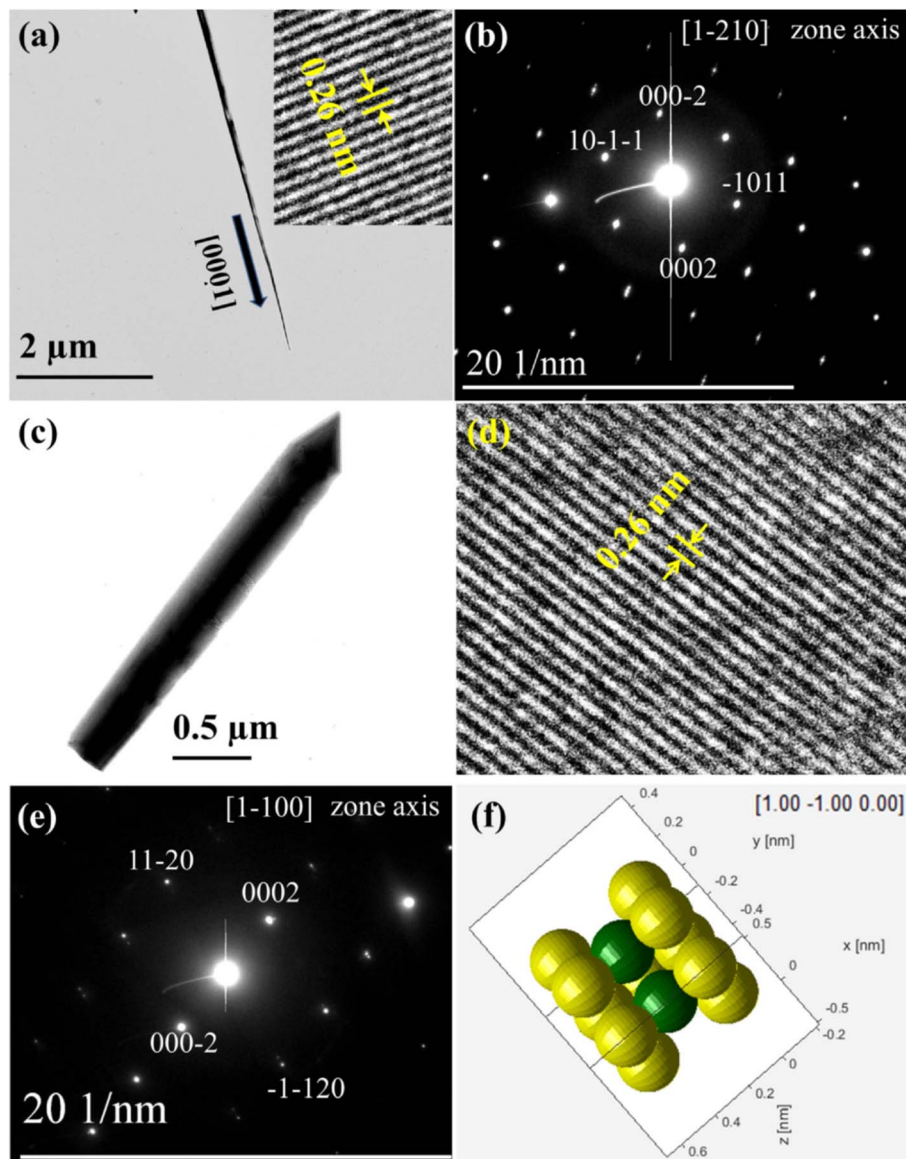 (a)
0.26 nm
[0001]
2 µm
(b)
[1-210] zone axis
000-2
10-1-1
-1011
0002
20 1/nm
(c)
0.5 µm
(d)
0.26 nm
(e)
[1-100] zone axis
11-20
0002
000-2
-1-120
20 1/nm
(f)
[1.00 -1.00 0.00]
0.4
0.2
y [nm]
0
-0.2
-0.4
0.5
0.5
x [nm]
0
0
-0.5
-0.2
0
0.2
z [nm]
0.4
0.6